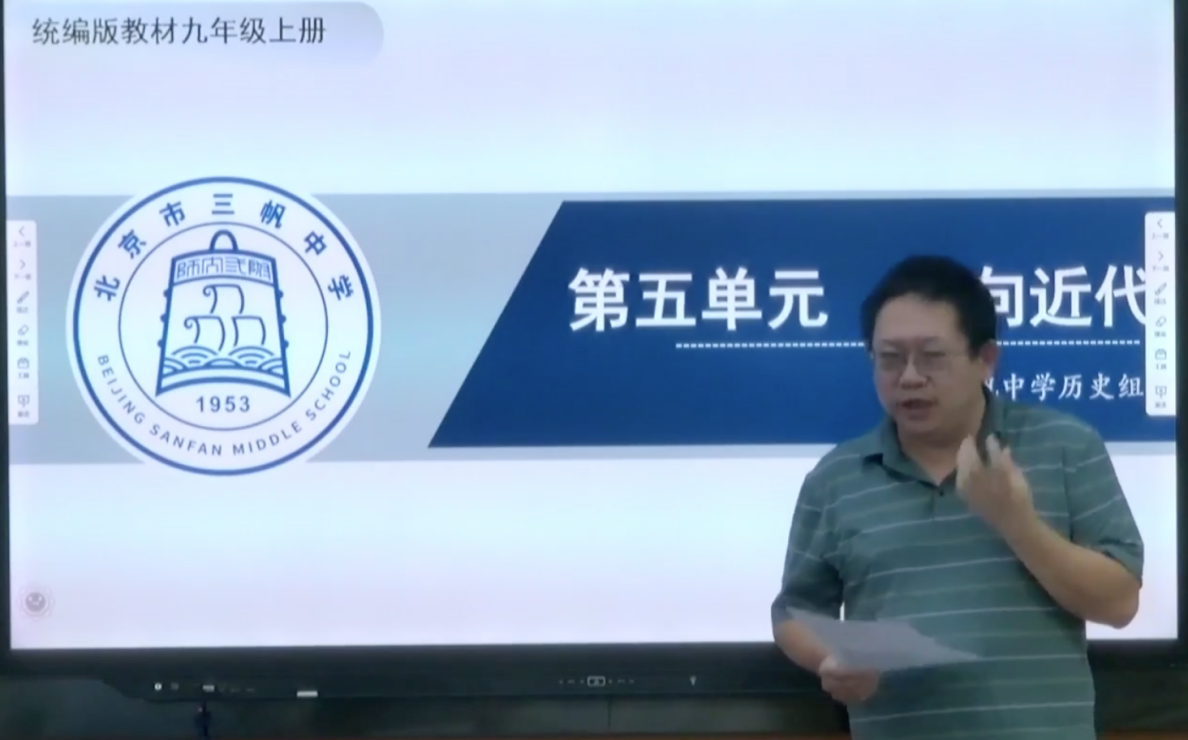 统编版教材九年级上册
北京市三帆中学
1953
BEIJING SANFAN MIDDLE SCHOOL
第五单元 向近代
中学历史组